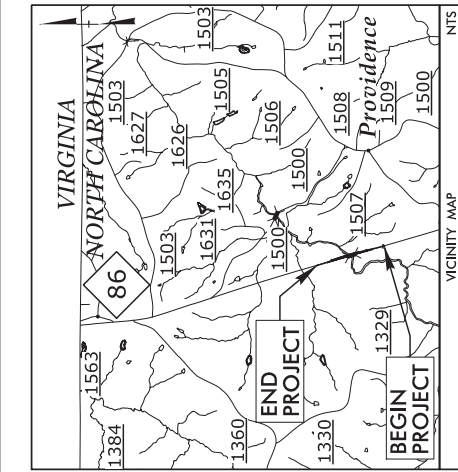 VIRGINIA
NORTH CAROLINA
86
1503
1503
1627
1626
1505
1511
1506
1508
Providence
1509
1500
1503
1631
1635
1500
1500
1507
1563
1384
1360
1330
1329
END
PROJECT
BEGIN
PROJECT
VICINITY MAP
NTS